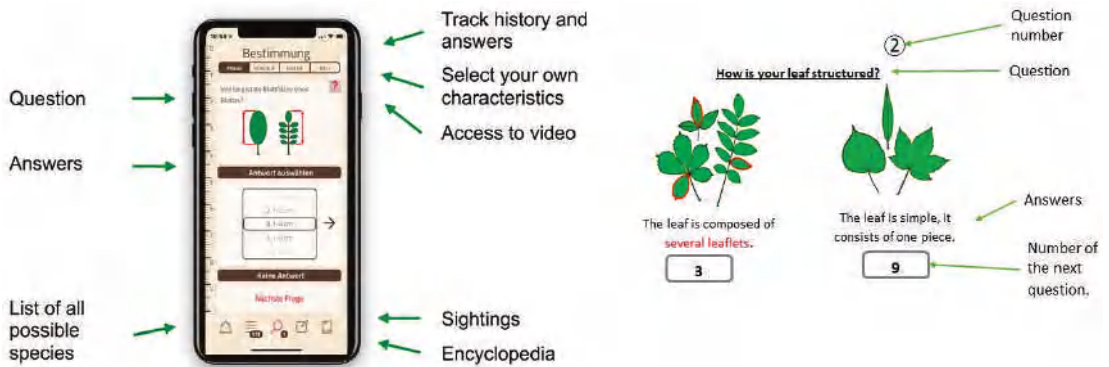 Track history and
answers
Select your own
characteristics
Access to video
Question
Answers
List of all
possible
species
Sightings
Encyclopedia
Bestimmung
?
Antwort auswählen
Keine Antwort
Nächste Frage
Question
number
2
How is your leaf structured?
Question
The leaf is composed of
several leaflets.
3
The leaf is simple, it
consists of one piece.
9
Answers
Number of
the next
question.